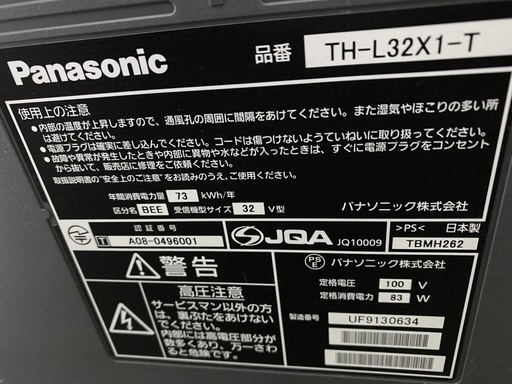 Panasonic 品番 TH-L32X1-T
使用上の注意
●内部の温度が上昇しますので、通風孔の周囲に間隔をあけてください。また湿気やほこりの多い所
は避けてください。
●電源プラグは確実に差し込んでください。コードは傷つけないようていねいに取り扱ってください。
●故障や異常が発生したときや内部に異物や水などが入ったときは、すぐに電源プラグをコンセント
から抜いて、販売店に修理をご依頼ください。
取扱説明書の"安全上のご注意"をお読みのうえ、ご使用ください。
年間消費電力量 73 kWh/年
区分名 BEE 受信機型サイズ 32 V型
パナソニック株式会社
認証番号
T A08-0496001
JQA JQ10009
>PS< 日本製
TBMH262
警告
高圧注意
サービスマン以外の方
は、裏ぶたをあけない
でください。
内部には高電圧部分が
数多くあり、万一さわ
ると危険です。
PSE パナソニック株式会社
定格電圧 100 V
定格消費電力 83 W
製造番号 UF9130634